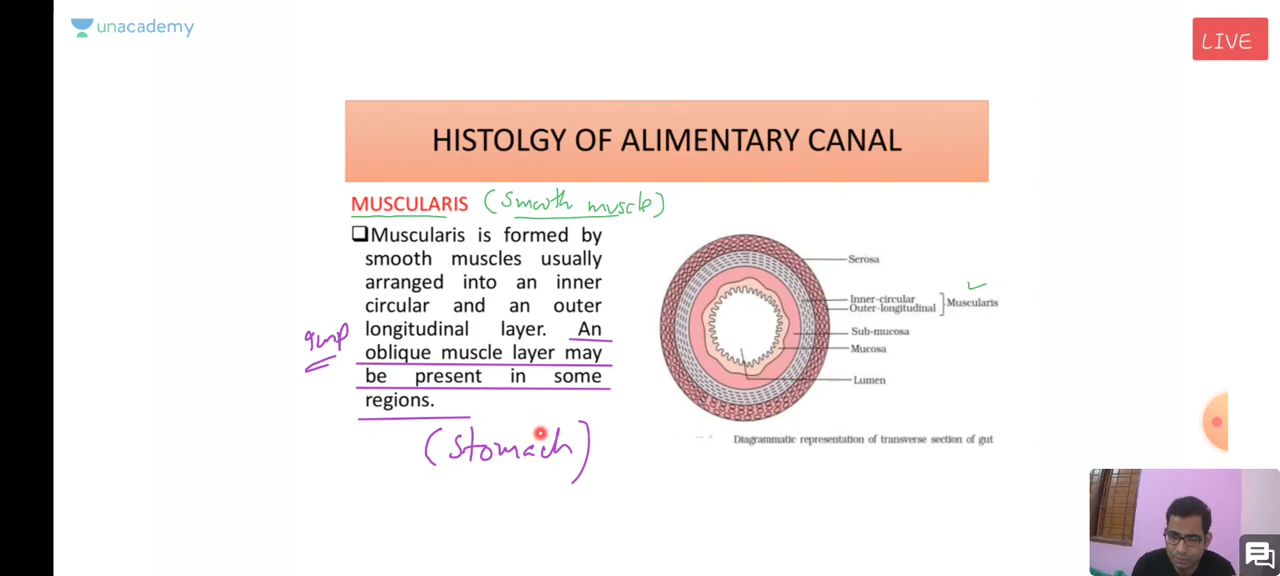 unacademy
LIVE
HISTOLGY OF ALIMENTARY CANAL
MUSCULARIS (Smooth muscle)
Muscularis is formed by
smooth muscles usually
arranged into an inner
circular and an outer
longitudinal layer. An
oblique muscle layer may
be present in some
regions.
Imp
(Stomach)
Serosa
Inner-circular
Outer-longitudinal
Muscularis
Sub-mucosa
Mucosa
Lumen
Diagrammatic representation of transverse section of gut